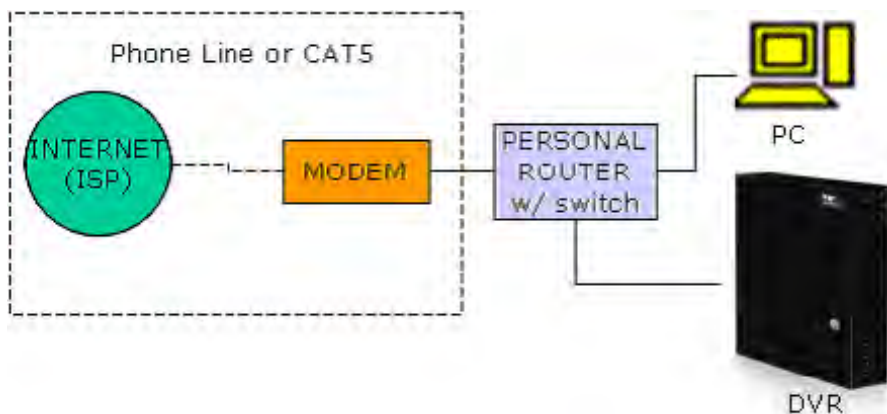 Phone Line or CAT5
INTERNET
(ISP)
MODEM
PERSONAL
ROUTER
w/ switch
PC
DVR